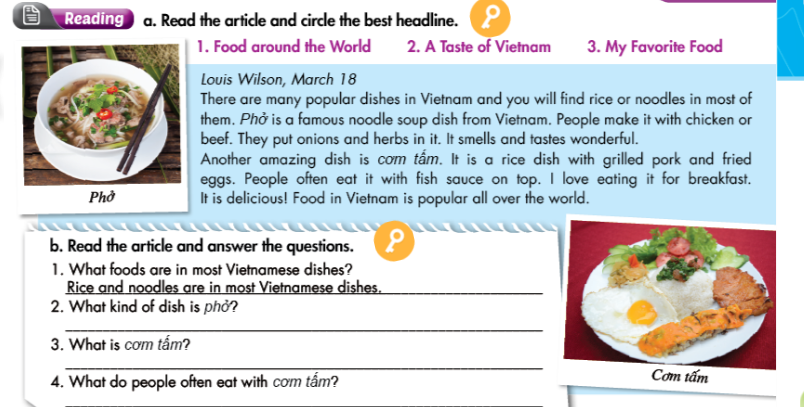 Reading a. Read the article and circle the best headline.
1. Food around the World 2. A Taste of Vietnam 3. My Favorite Food
Louis Wilson, March 18
There are many popular dishes in Vietnam and you will find rice or noodles in most of
them. Phở is a famous noodle soup dish from Vietnam. People make it with chicken or
beef. They put onions and herbs in it. It smells and tastes wonderful.
Another amazing dish is cơm tấm. It is a rice dish with grilled pork and fried
eggs. People often eat it with fish sauce on top. I love eating it for breakfast.
It is delicious! Food in Vietnam is popular all over the world.
Phở
b. Read the article and answer the questions.
1. What foods are in most Vietnamese dishes?
Rice and noodles are in most Vietnamese dishes.
2. What kind of dish is phở?
3. What is cơm tấm?
4. What do people often eat with cơm tấm?
Cơm tấm